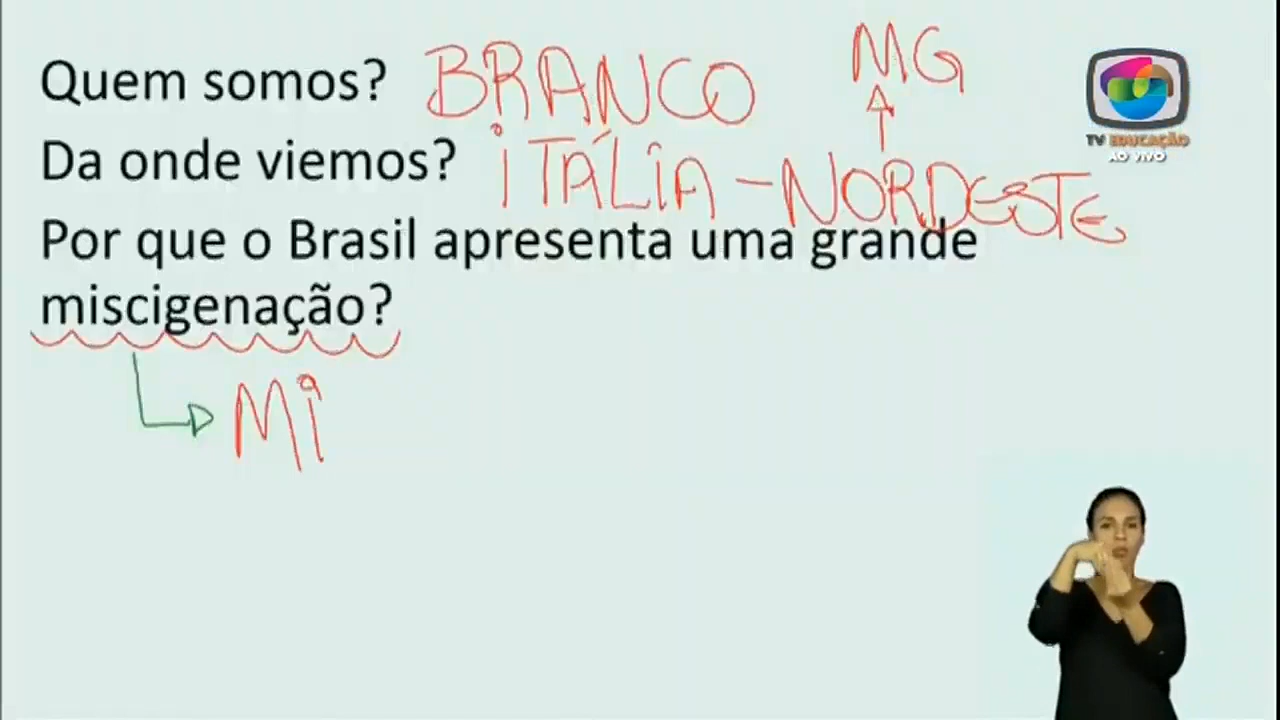 MG
Quem somos? BRANCO
Da onde viemos? iTÁLiA - NORDESTE
Por que o Brasil apresenta uma grande
miscigenação?
Mi
TV EDUCAÇÃO
AO VIVO